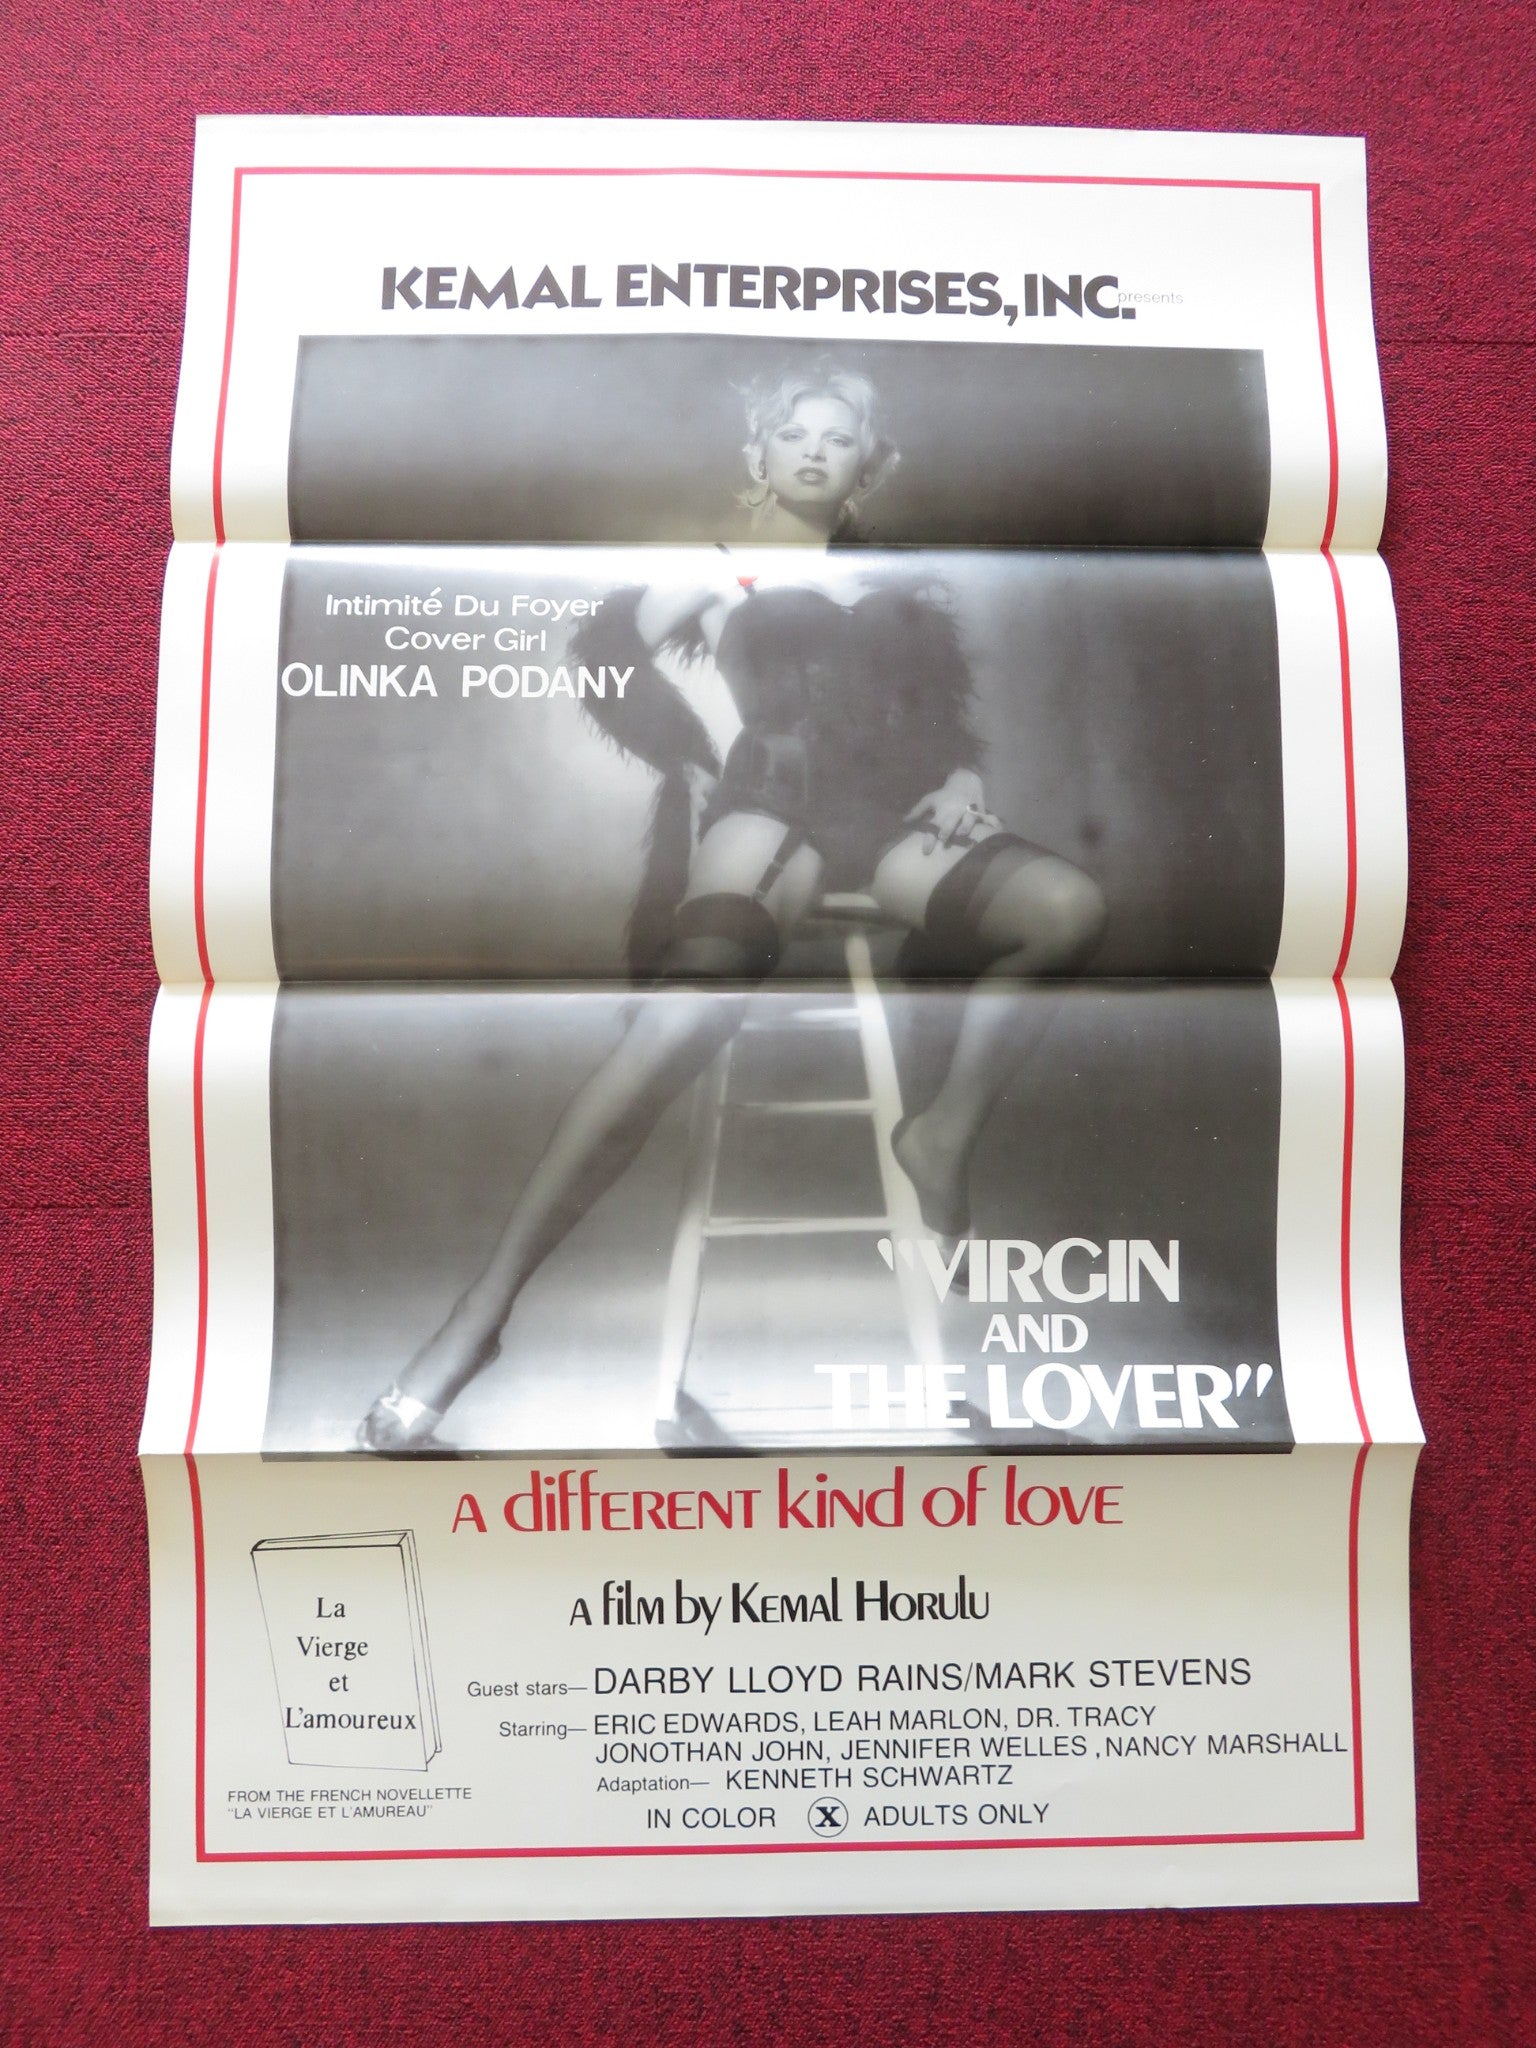 KEMAL ENTERPRISES, INC. presents
Intimité Du Foyer
Cover Girl
OLINKA PODANY
"VIRGIN
AND
THE LOVER"
A different kind of love
A film by Kemal Horulu
La
Vierge
et
L'amoureux
FROM THE FRENCH NOVELLETTE
"LA VIERGE ET L'AMUREAU"
Guest stars— DARBY LLOYD RAINS/MARK STEVENS
Starring— ERIC EDWARDS, LEAH MARLON, DR. TRACY
JONOTHAN JOHN, JENNIFER WELLES, NANCY MARSHALL
Adaptation— KENNETH SCHWARTZ
IN COLOR X ADULTS ONLY